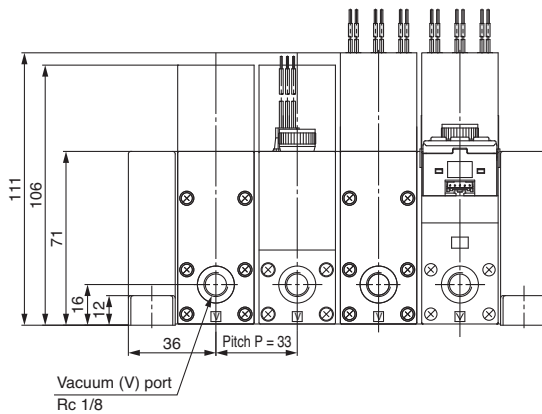 111
106
71
16
12
36
Pitch P = 33
V
V
V
V
Vacuum (V) port
Rc 1/8